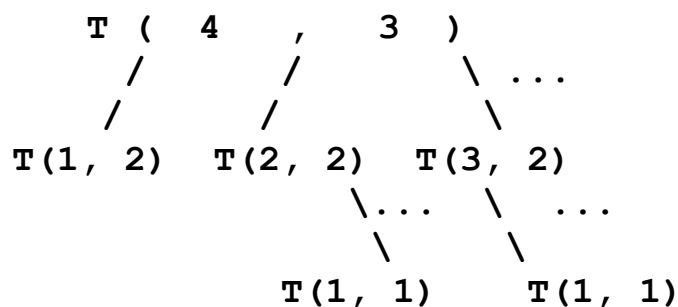 T ( 4 , 3 )
/ / \ ...
/ / \
T(1, 2) T(2, 2) T(3, 2)
\... \ ...
\ \
T(1, 1) T(1, 1)